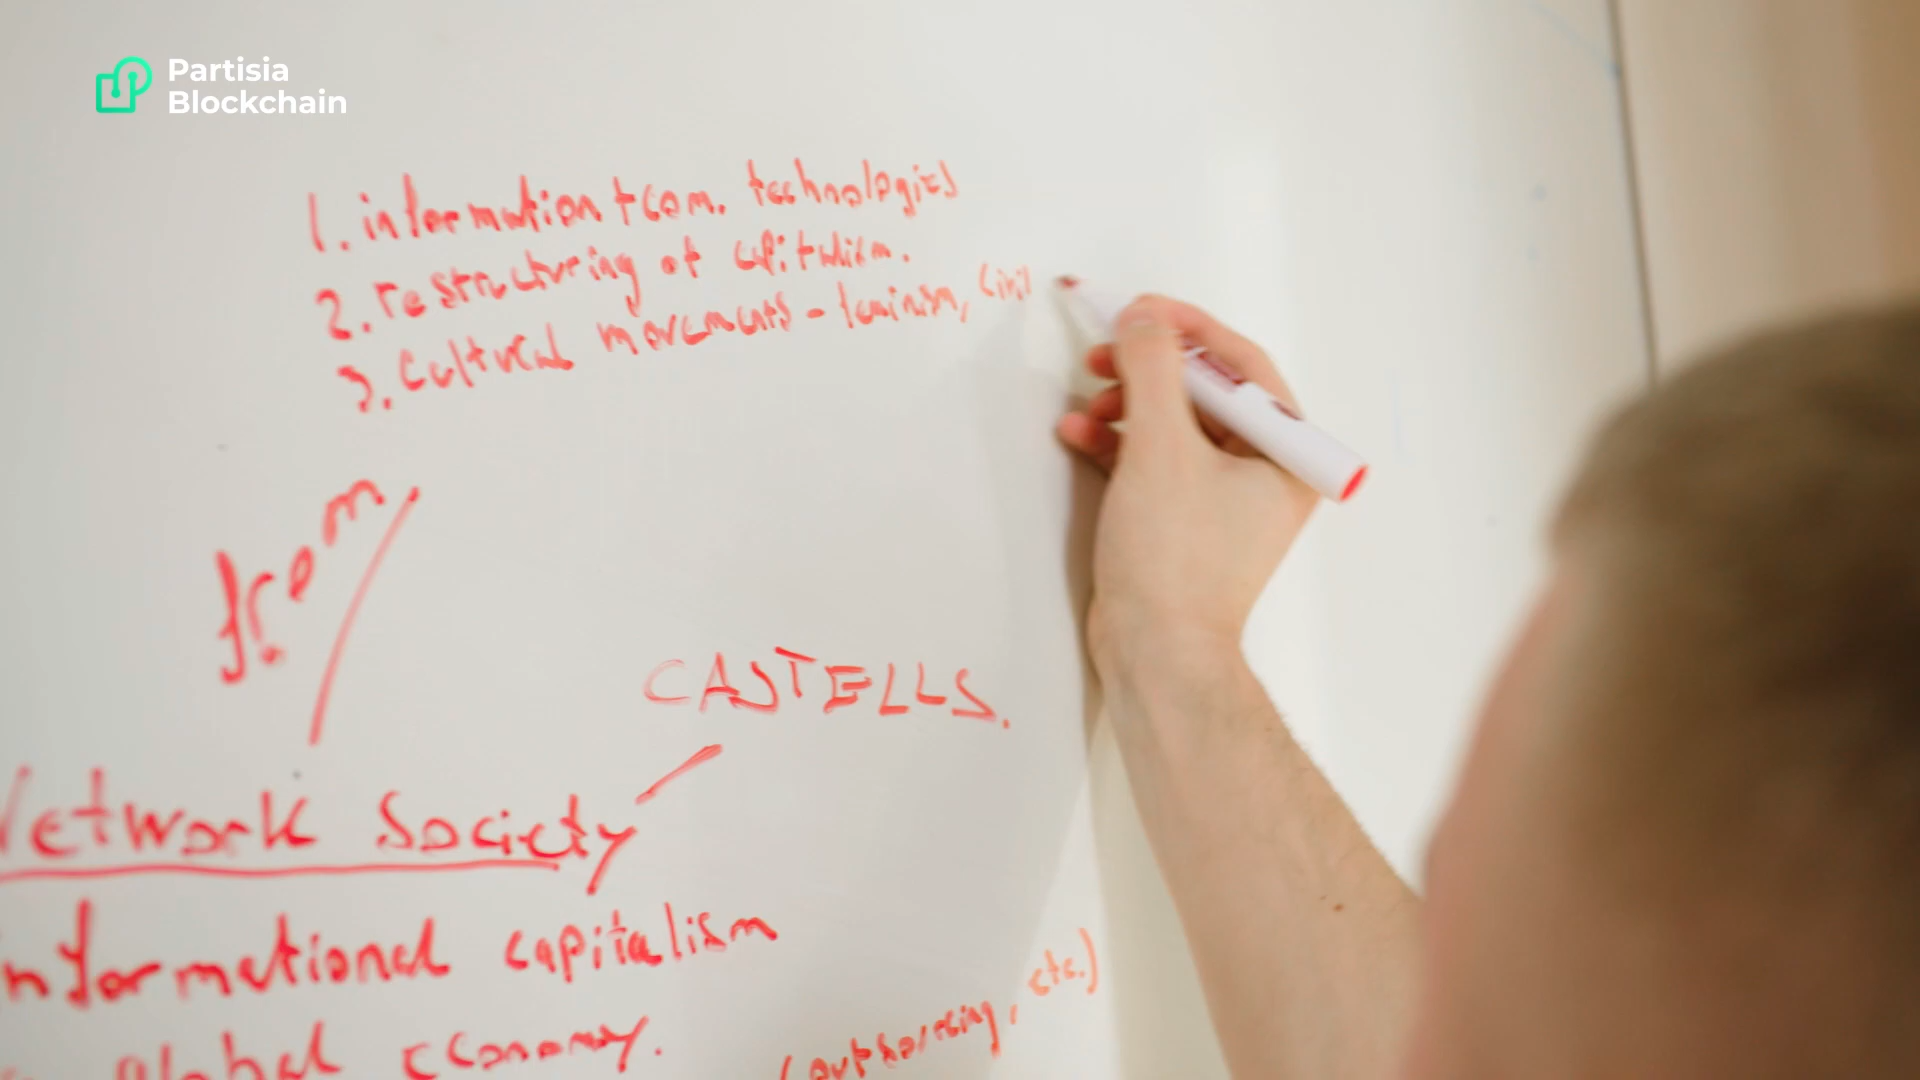 Partisia
Blockchain
1. information + com. technologies
2. restructuring of capitalism.
3. Cultural movements - feminism, Civil
from
CASTELLS.
Network Society
informational capitalism
global economy.
(outsourcing, etc.)